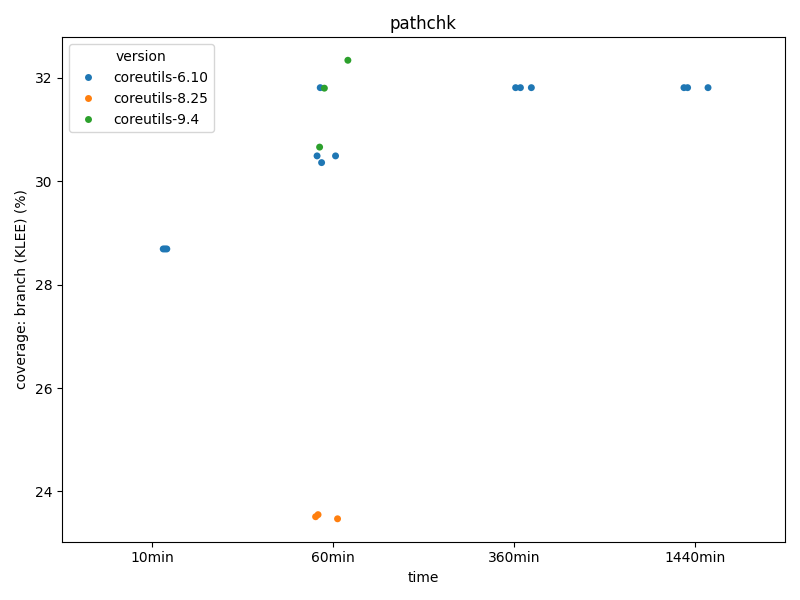 pathchk
version
coreutils-6.10
coreutils-8.25
coreutils-9.4
coverage: branch (KLEE) (%)
32
30
28
26
24
10min
60min
360min
1440min
time